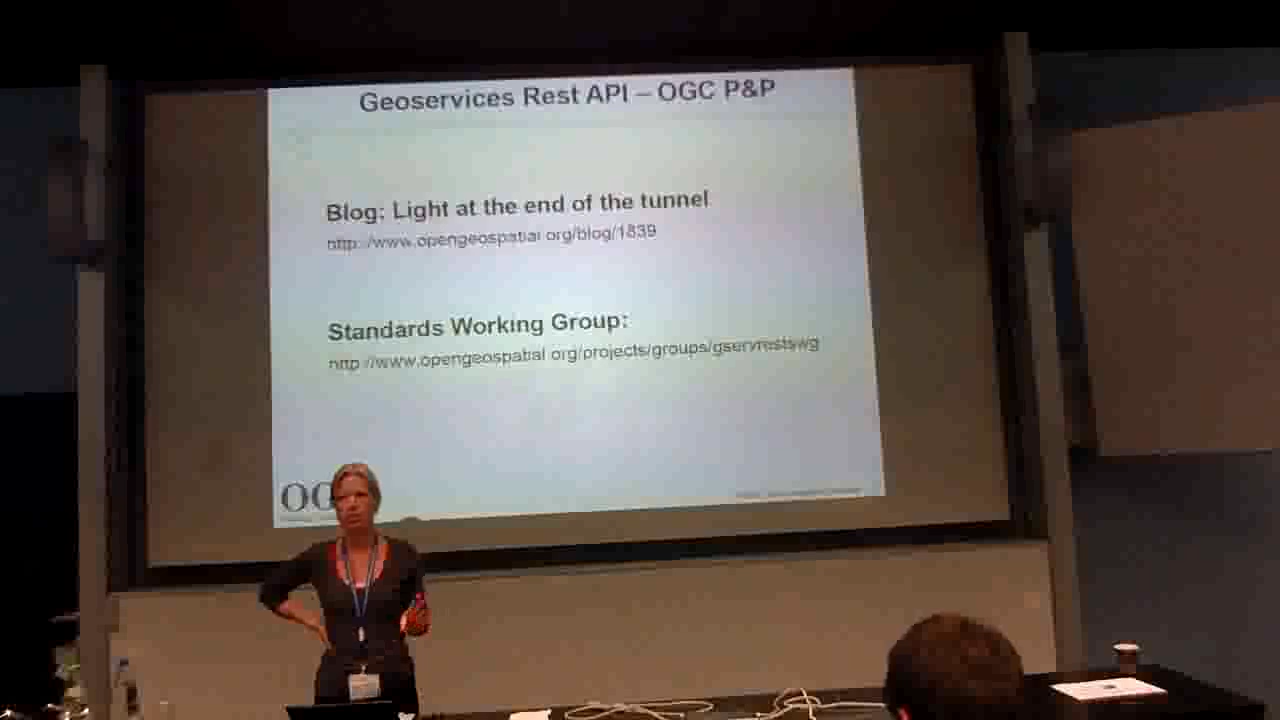 Geoservices Rest API – OGC P&P
Blog: Light at the end of the tunnel
http://www.opengeospatial.org/blog/1839
Standards Working Group:
http://www.opengeospatial.org/projects/groups/gservrestswg
OG